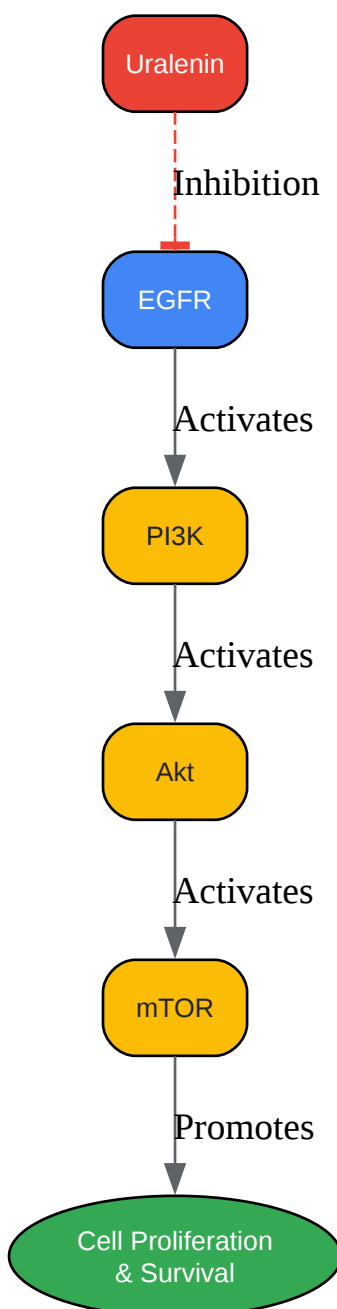 Uralenin
Inhibition
EGFR
Activates
PI3K
Activates
Akt
Activates
mTOR
Promotes
Cell Proliferation
& Survival